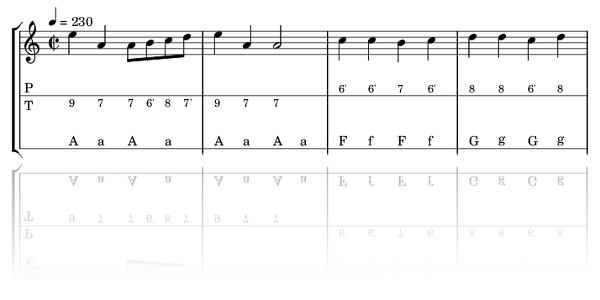 = 230
P 6' 6' 7 6' 8 8 6' 8
T 9 7 7 6' 8 7' 9 7 7
A a A a A a A a F f F f G g G g